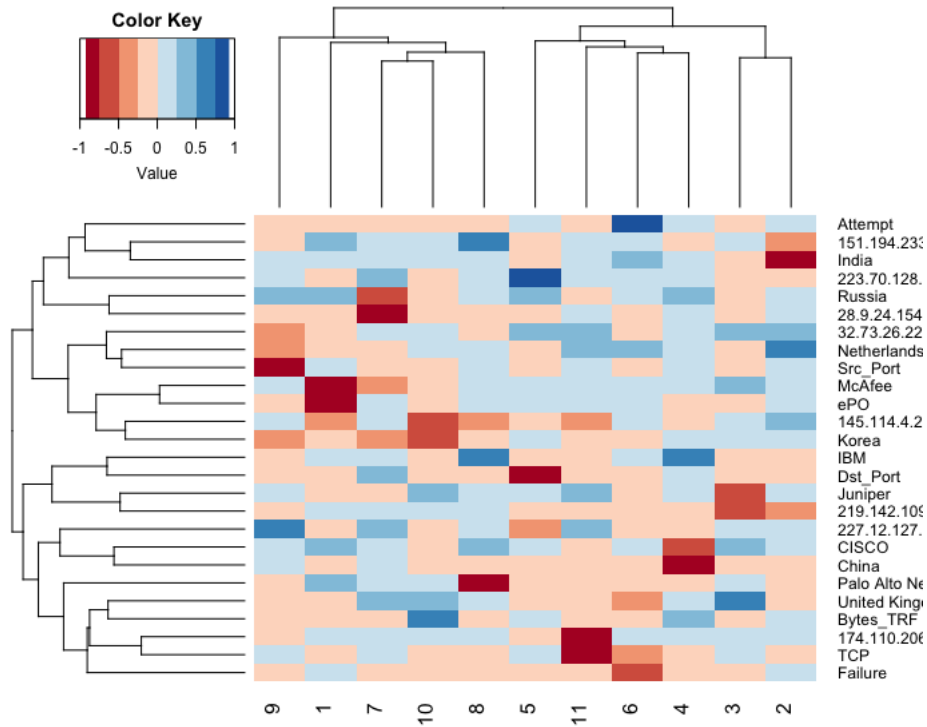 Color Key
-1 -0.5 0 0.5 1
Value
Attempt
151.194.233
India
223.70.128.
Russia
28.9.24.154
32.73.26.22
Netherlands
Src_Port
McAfee
ePO
145.114.4.2
Korea
IBM
Dst_Port
Juniper
219.142.109
227.12.127.
CISCO
China
Palo Alto Ne
United Kingd
Bytes_TRF
174.110.206
TCP
Failure
9 1 7 10 8 5 11 6 4 3 2